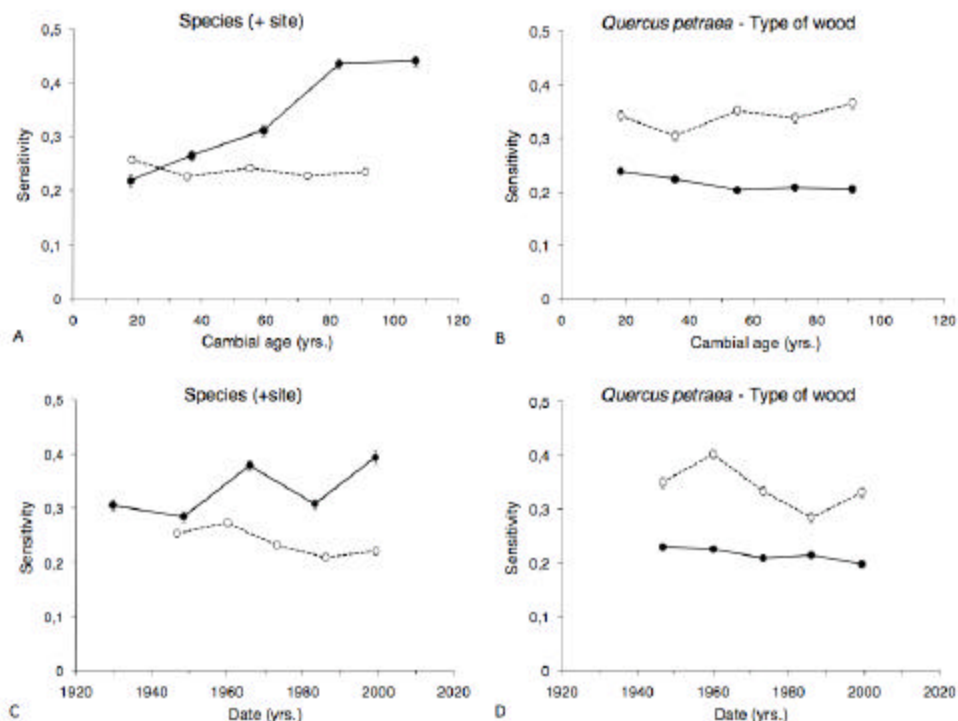 Species (+ site)
0,5
0,4
0,3
0,2
0,1
0
Sensitivity
0 20 40 60 80 100 120
Cambial age (yrs.)
A
Quercus petraea - Type of wood
0,5
0,4
0,3
0,2
0,1
0
Sensitivity
0 20 40 60 80 100 120
Cambial age (yrs.)
B
Species (+site)
0,5
0,4
0,3
0,2
0,1
0
Sensitivity
1920 1940 1960 1980 2000 2020
Date (yrs.)
C
Quercus petraea - Type of wood
0,5
0,4
0,3
0,2
0,1
0
Sensitivity
1920 1940 1960 1980 2000 2020
Date (yrs.)
D